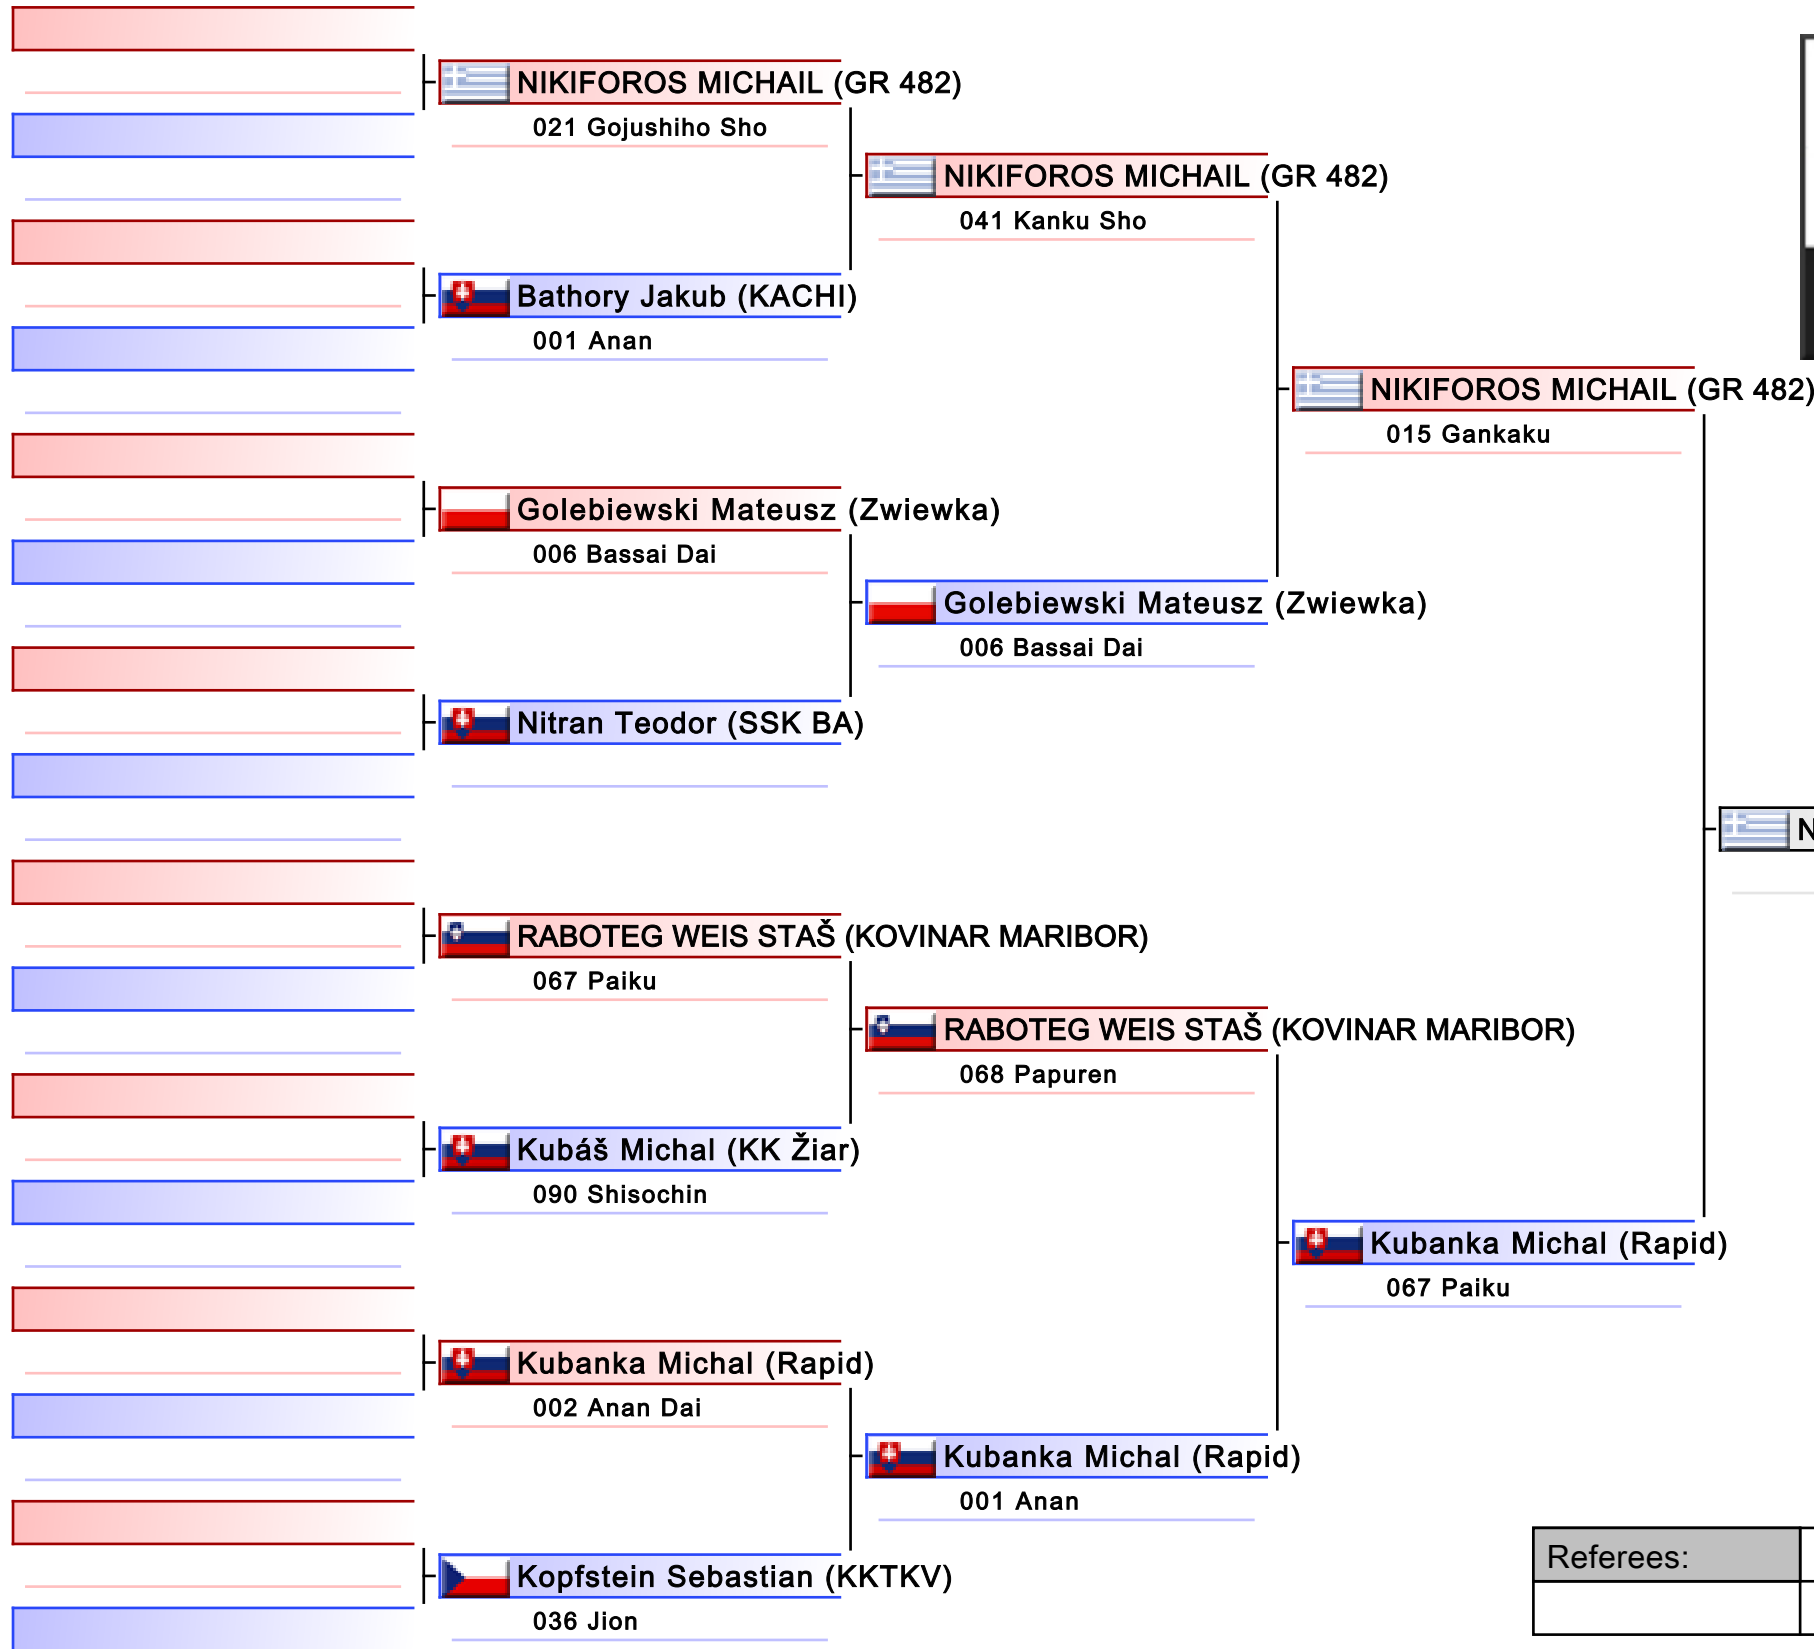 NIKIFOROS MICHAIL (GR 482)
021 Gojushiho Sho
Bathory Jakub (KACHI)
001 Anan
Golebiewski Mateusz (Zwiewka)
006 Bassai Dai
Nitran Teodor (SSK BA)
RABOTEG WEIS STAŠ (KOVINAR MARIBOR)
067 Paiku
Kubáš Michal (KK Žiar)
090 Shisochin
Kubanka Michal (Rapid)
002 Anan Dai
Kopfstein Sebastian (KKTKV)
036 Jion
NIKIFOROS MICHAIL (GR 482)
041 Kanku Sho
Golebiewski Mateusz (Zwiewka)
006 Bassai Dai
RABOTEG WEIS STAŠ (KOVINAR MARIBOR)
068 Papuren
Kubanka Michal (Rapid)
001 Anan
NIKIFOROS MICHAIL (GR 482)
015 Gankaku
Kubanka Michal (Rapid)
067 Paiku
N
Referees: